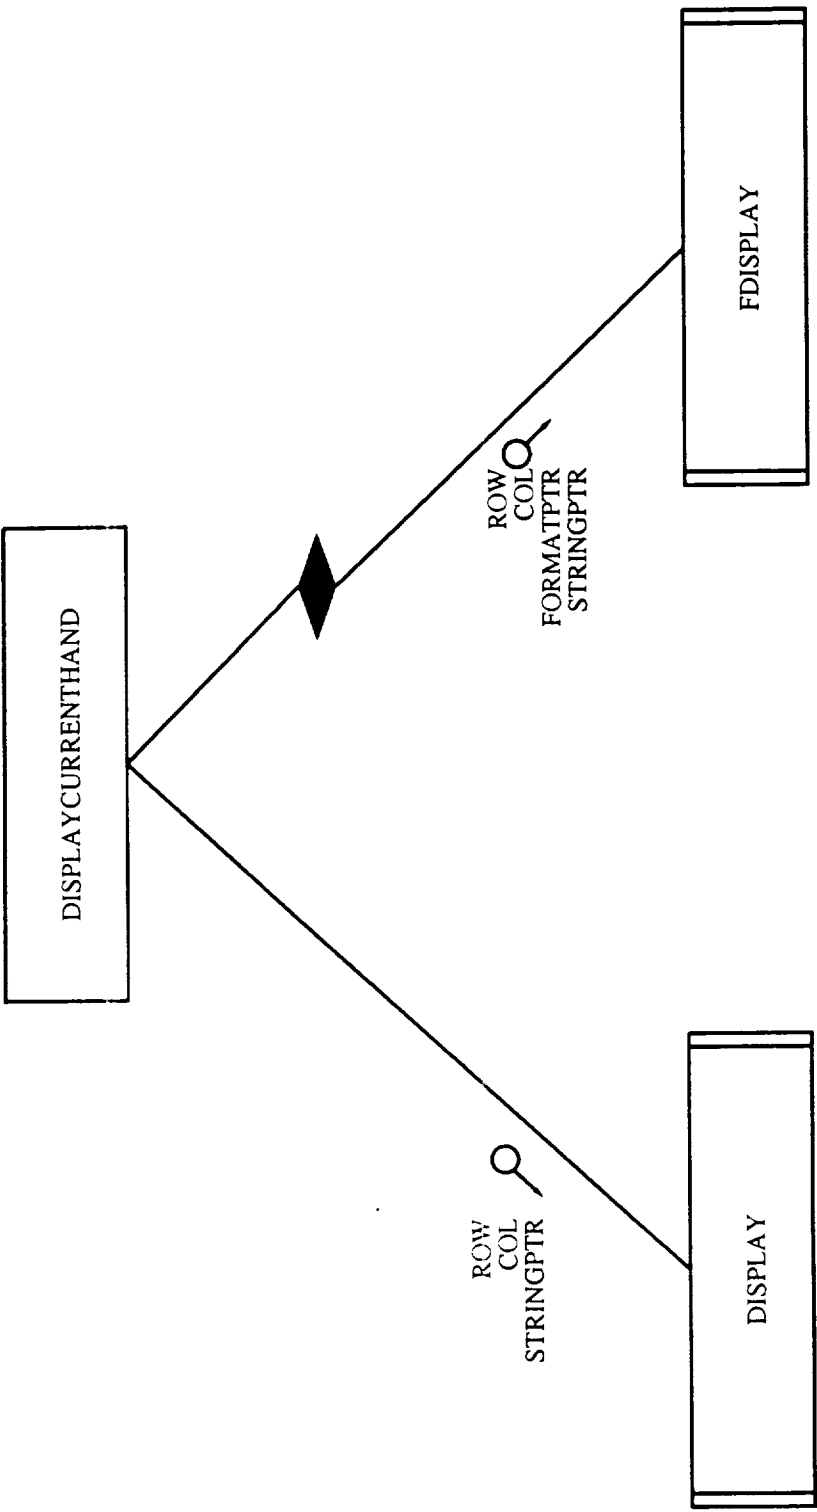 DISPLAYCURRENTHAND
ROW
COL
STRINGPTR
ROW
COL
FORMATPTR
STRINGPTR
DISPLAY
FDISPLAY